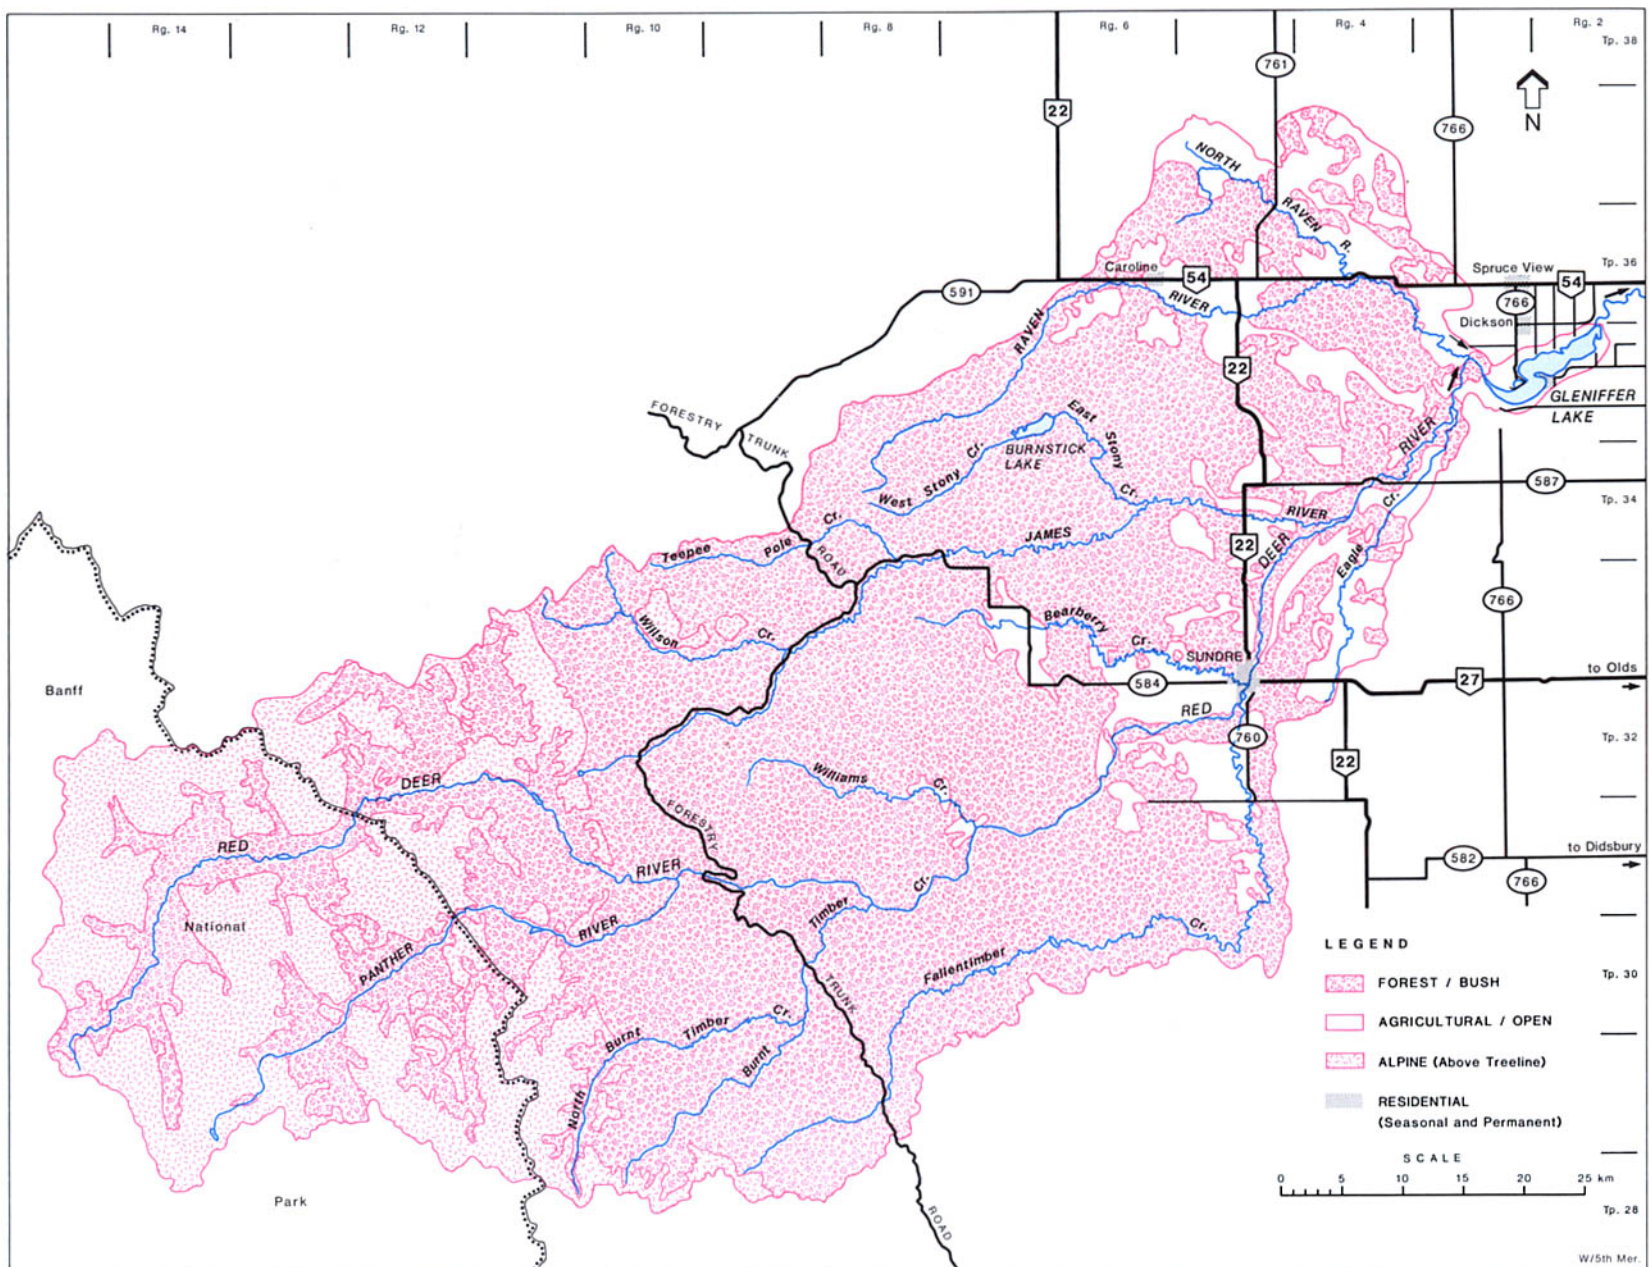 Rg. 14
Rg. 12
Rg. 10
Rg. 8
Rg. 6
Rg. 4
Rg. 2
Tp. 38
761
22
766
N
NORTH
RAVEN
R.
Tp. 36
Caroline
54
Spruce View
54
591
RIVER
766
Dickson
RAVEN
22
FORESTRY
TRUNK
ROAD
East
Stony
Cr.
GLENIFFER
LAKE
BURNSTICK
LAKE
West Stony Cr.
RIVER
587
Tp. 34
Cr.
RIVER
JAMES
Teepee Pole Cr.
22
DEER
Eagle
766
Bearberry
Cr.
Willson
Cr.
SUNDRE
to Olds
Banff
584
27
RED
760
Tp. 32
22
DEER
Williams
Cr.
FORESTRY
RED
RIVER
to Didsbury
582
766
Cr.
Timber
National
RIVER
PANTHER
Cr.
LEGEND
Fallentimber
TRUNK
Tp. 30
FOREST / BUSH
Cr.
Timber
Burnt
AGRICULTURAL / OPEN
Burnt
ALPINE (Above Treeline)
North
RESIDENTIAL
(Seasonal and Permanent)
SCALE
0 5 10 15 20 25 km
Park
ROAD
Tp. 28
W/5th Mer.